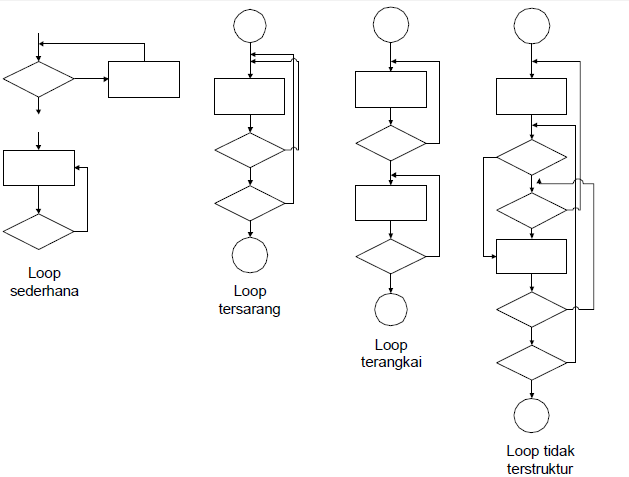 Loop
sederhana
Loop
tersarang
Loop
terangkai
Loop tidak
terstruktur